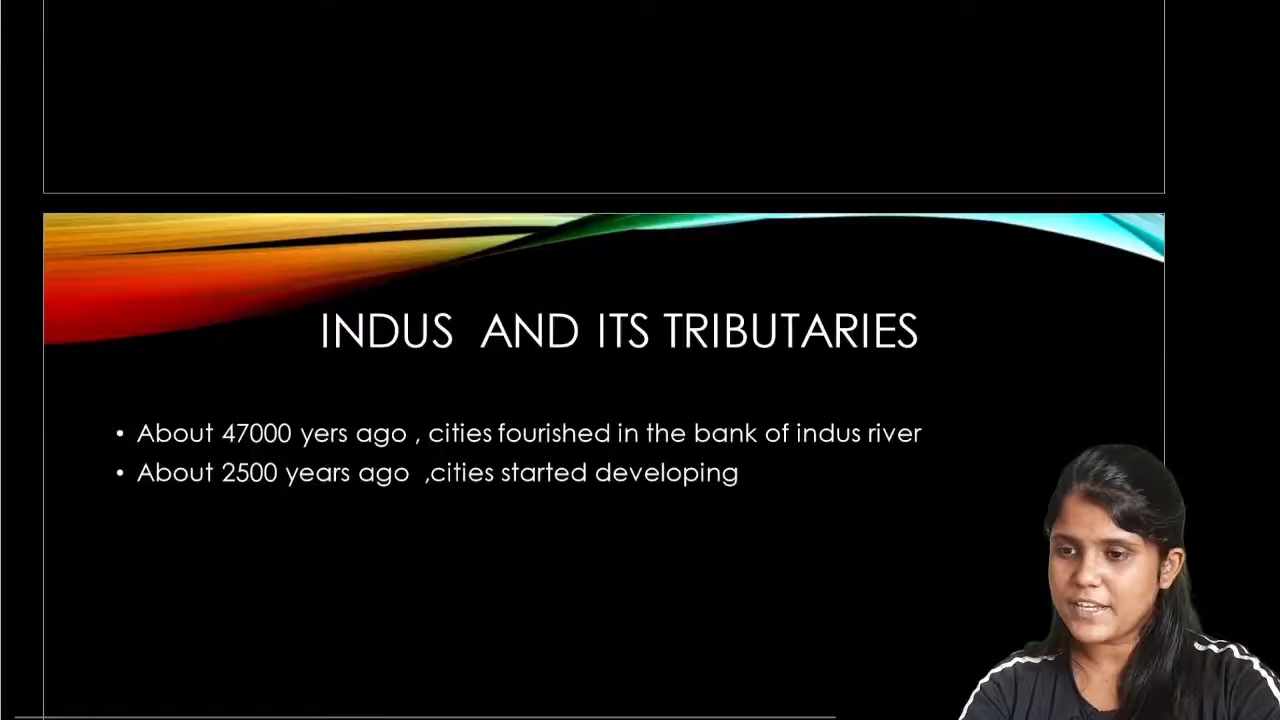 INDUS AND ITS TRIBUTARIES
• About 47000 yers ago , cities fourished in the bank of indus river
• About 2500 years ago ,cities started developing